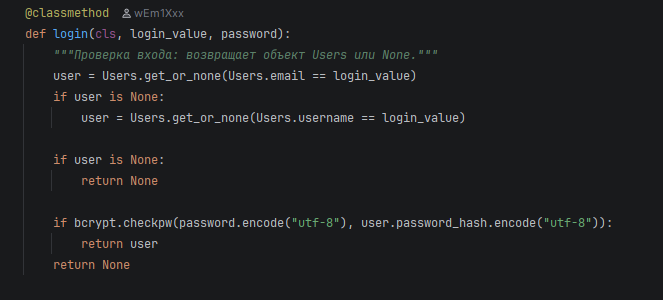 @classmethod wEm1Xxx
def login(cls, login_value, password):
"""Проверка входа: возвращает объект Users или None."""
user = Users.get_or_none(Users.email == login_value)
if user is None:
user = Users.get_or_none(Users.username == login_value)
if user is None:
return None
if bcrypt.checkpw(password.encode("utf-8"), user.password_hash.encode("utf-8")):
return user
return None